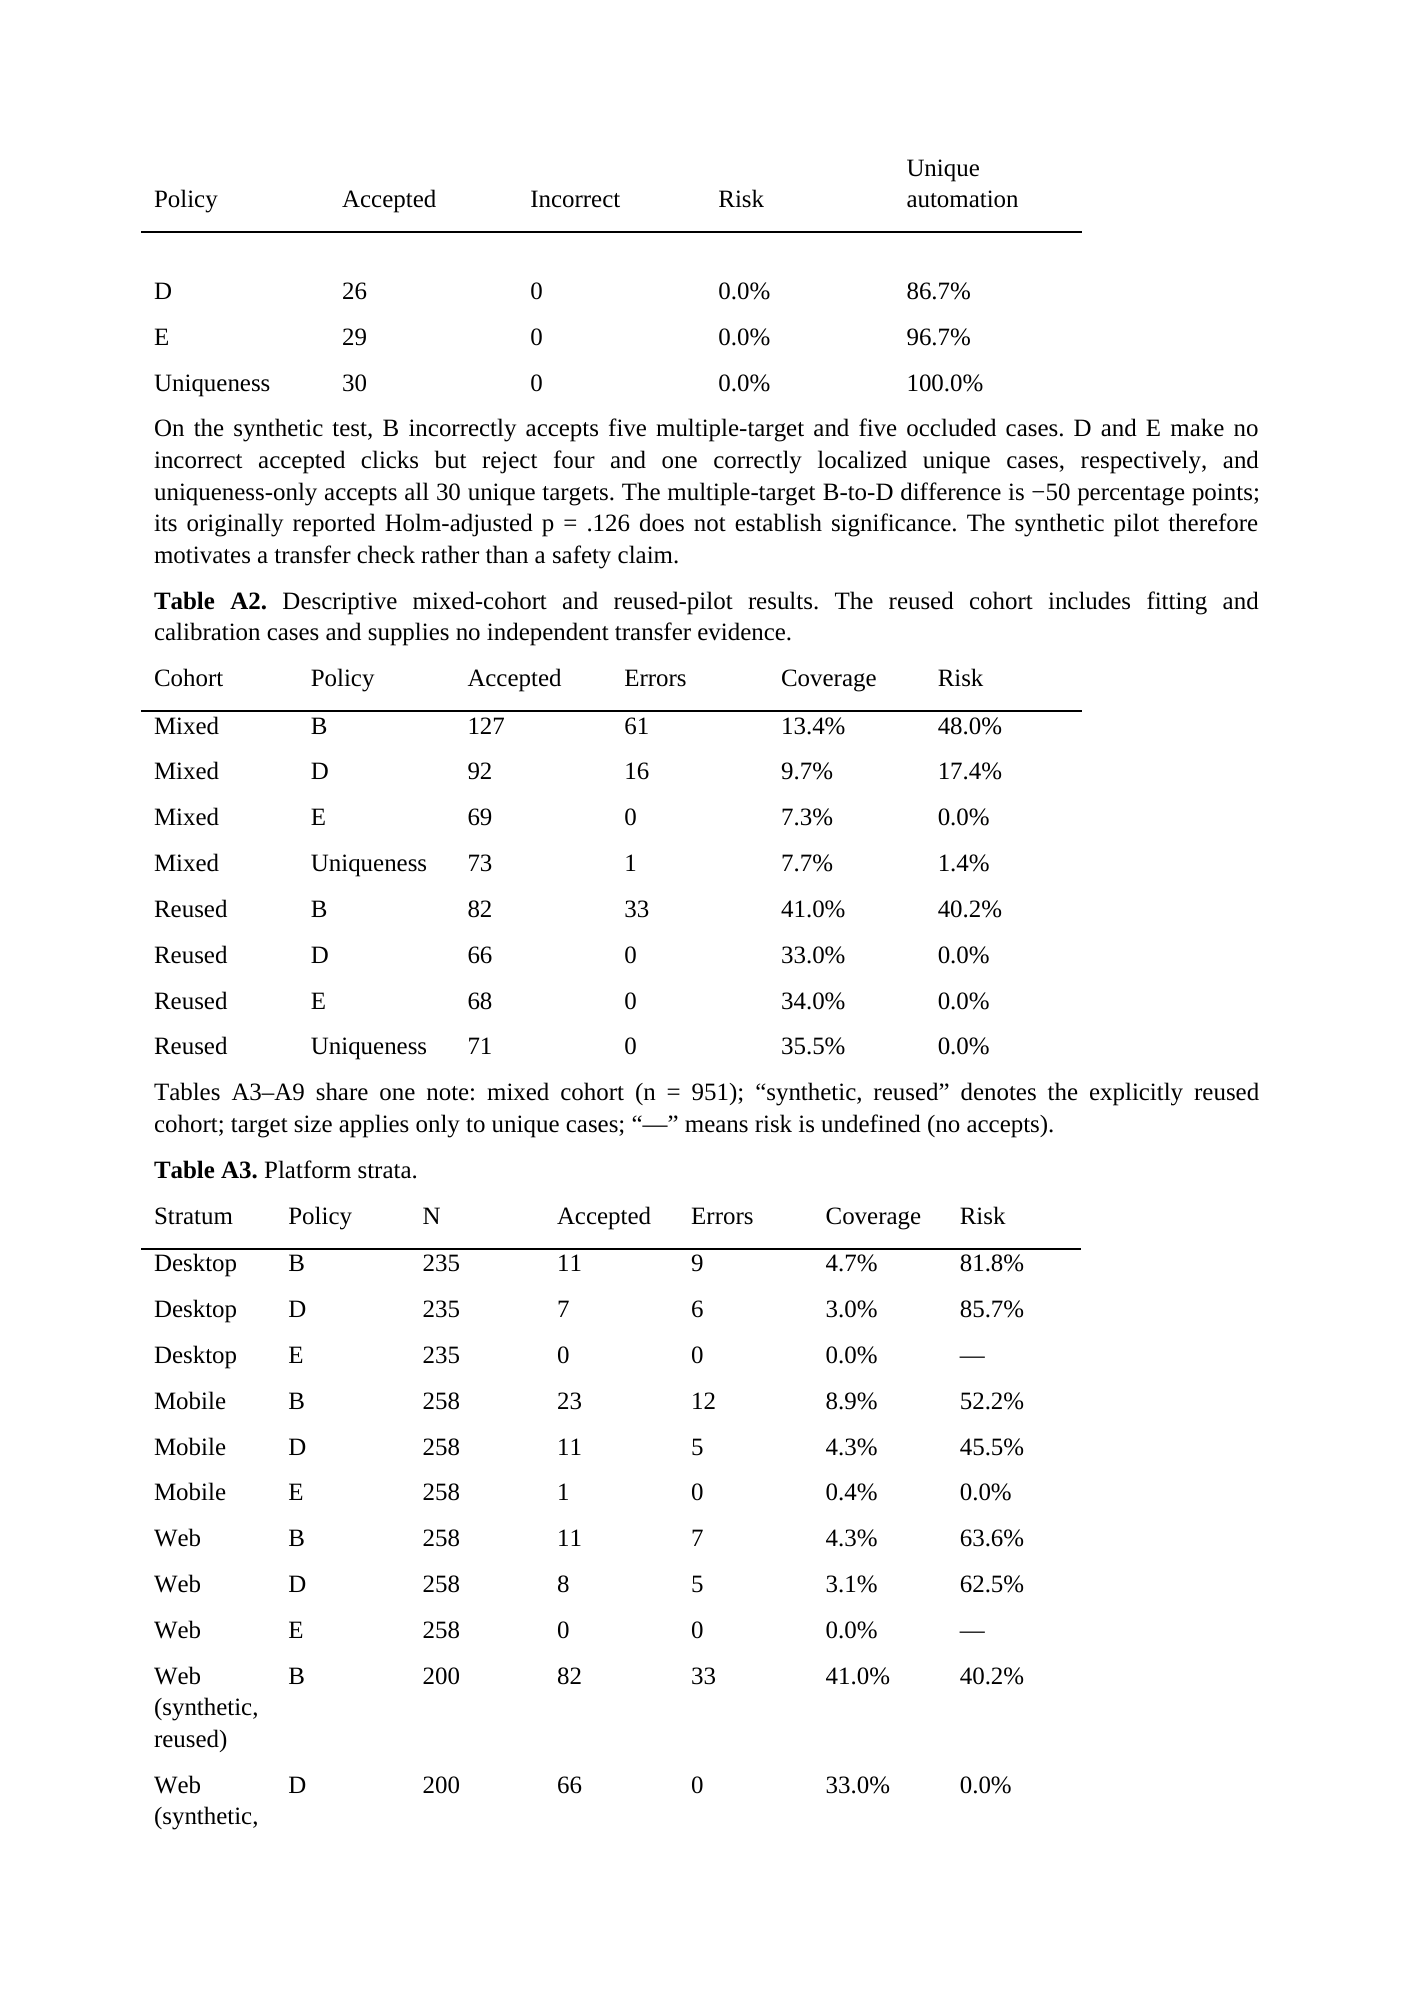 Policy Accepted Incorrect Risk Unique automation
D 26 0 0.0% 86.7%
E 29 0 0.0% 96.7%
Uniqueness 30 0 0.0% 100.0%
On the synthetic test, B incorrectly accepts five multiple-target and five occluded cases. D and E make no
incorrect accepted clicks but reject four and one correctly localized unique cases, respectively, and
uniqueness-only accepts all 30 unique targets. The multiple-target B-to-D difference is −50 percentage points;
its originally reported Holm-adjusted p = .126 does not establish significance. The synthetic pilot therefore
motivates a transfer check rather than a safety claim.
Table A2. Descriptive mixed-cohort and reused-pilot results. The reused cohort includes fitting and
calibration cases and supplies no independent transfer evidence.
Cohort Policy Accepted Errors Coverage Risk
Mixed B 127 61 13.4% 48.0%
Mixed D 92 16 9.7% 17.4%
Mixed E 69 0 7.3% 0.0%
Mixed Uniqueness 73 1 7.7% 1.4%
Reused B 82 33 41.0% 40.2%
Reused D 66 0 33.0% 0.0%
Reused E 68 0 34.0% 0.0%
Reused Uniqueness 71 0 35.5% 0.0%
Tables A3–A9 share one note: mixed cohort (n = 951); “synthetic, reused” denotes the explicitly reused
cohort; target size applies only to unique cases; “—” means risk is undefined (no accepts).
Table A3. Platform strata.
Stratum Policy N Accepted Errors Coverage Risk
Desktop B 235 11 9 4.7% 81.8%
Desktop D 235 7 6 3.0% 85.7%
Desktop E 235 0 0 0.0% —
Mobile B 258 23 12 8.9% 52.2%
Mobile D 258 11 5 4.3% 45.5%
Mobile E 258 1 0 0.4% 0.0%
Web B 258 11 7 4.3% 63.6%
Web D 258 8 5 3.1% 62.5%
Web E 258 0 0 0.0% —
Web B 200 82 33 41.0% 40.2%
(synthetic,
reused)
Web D 200 66 0 33.0% 0.0%
(synthetic,